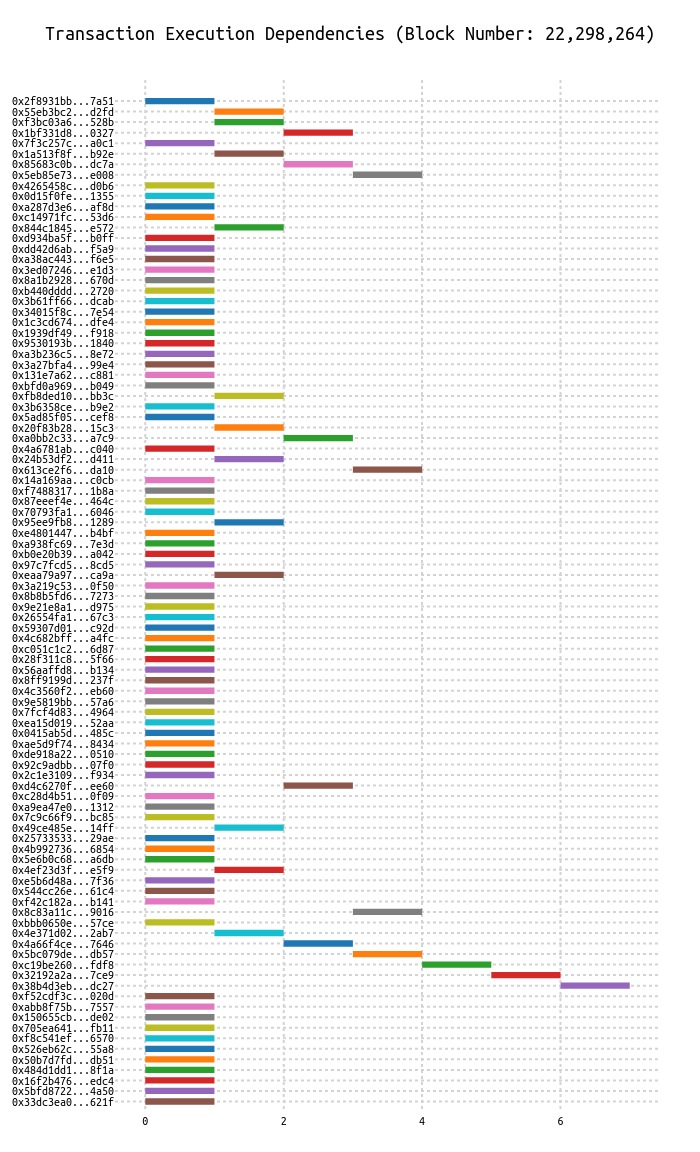 Transaction Execution Dependencies (Block Number: 22,298,264)
0x2f8931bb...7a51
0x55eb3bc2...d2fd
0xf3bc03a6...528b
0x1bf331d8...0327
0x7f3c257c...a0c1
0x1a513f8f...b92e
0x85683c0b...dc7a
0x5eb85e73...e008
0x4265458c...d0b6
0x0d15f0fe...1355
0xa287d3e6...af8d
0xc14971fc...53d6
0x844c1845...e572
0xd934ba5f...b0ff
0xdd42d6ab...f5a9
0xa38ac443...f6e5
0x3ed07246...e1d3
0x8a1b2928...670d
0xb440dddd...2720
0x3b61ff66...dcab
0x34015f8c...7e54
0x1c3cd674...dfe4
0x1939df49...f918
0x9530193b...1840
0xa3b236c5...8e72
0x3a27bfa4...99e4
0x131e7a62...c881
0xbfd0a969...b049
0xfb8ded10...bb3c
0x3b6358ce...b9e2
0x5ad85f05...cef8
0x20f83b28...15c3
0xa0bb2c33...a7c9
0x4a6781ab...c040
0x24b53df2...d411
0x613ce2f6...da10
0x14a169aa...c0cb
0xf7488317...1b8a
0x87eeef4e...464c
0x70793fa1...6046
0x95ee9fb8...1289
0xe4801447...b4bf
0xa938fc69...7e3d
0xb0e20b39...a042
0x97c7fcd5...8cd5
0xeaa79a97...ca9a
0x3a219c53...0f50
0x8b8b5fd6...7273
0x9e21e8a1...d975
0x26554fa1...67c3
0x59307d01...c92d
0x4c682bff...a4fc
0xc051c1c2...6d87
0x28f311c8...5f66
0x56aaffd8...b134
0x8ff9199d...237f
0x4c3560f2...eb60
0x9e5819bb...57a6
0x7fcf4d83...4964
0xea15d019...52aa
0x0415ab5d...485c
0xae5d9f74...8434
0xde918a22...0510
0x92c9adbb...07f0
0x2c1e3109...f934
0xd4c6270f...ee60
0xc28d4b51...0f09
0xa9ea47e0...1312
0x7c9c66f9...bc85
0x49ce485e...14ff
0x25733533...29ae
0x4b992736...6854
0x5e6b0c68...a6db
0x4ef23d3f...e5f9
0xe5b6d48a...7f36
0x544cc26e...61c4
0xf42c182a...b141
0x8c83a11c...9016
0xbbb0650e...57ce
0x4e371d02...2ab7
0x4a66f4ce...7646
0x5bc079de...db57
0xc19be260...fdf8
0x32192a2a...7ce9
0x38b4d3eb...dc27
0xf52cdf3c...020d
0xabb8f75b...7557
0x150655cb...de02
0x705ea641...fb11
0xf8c541ef...6570
0x526eb62c...55a8
0x50b7d7fd...db51
0x484d1dd1...8f1a
0x16f2b476...edc4
0x5bfd8722...4a50
0x33dc3ea0...621f
0 2 4 6